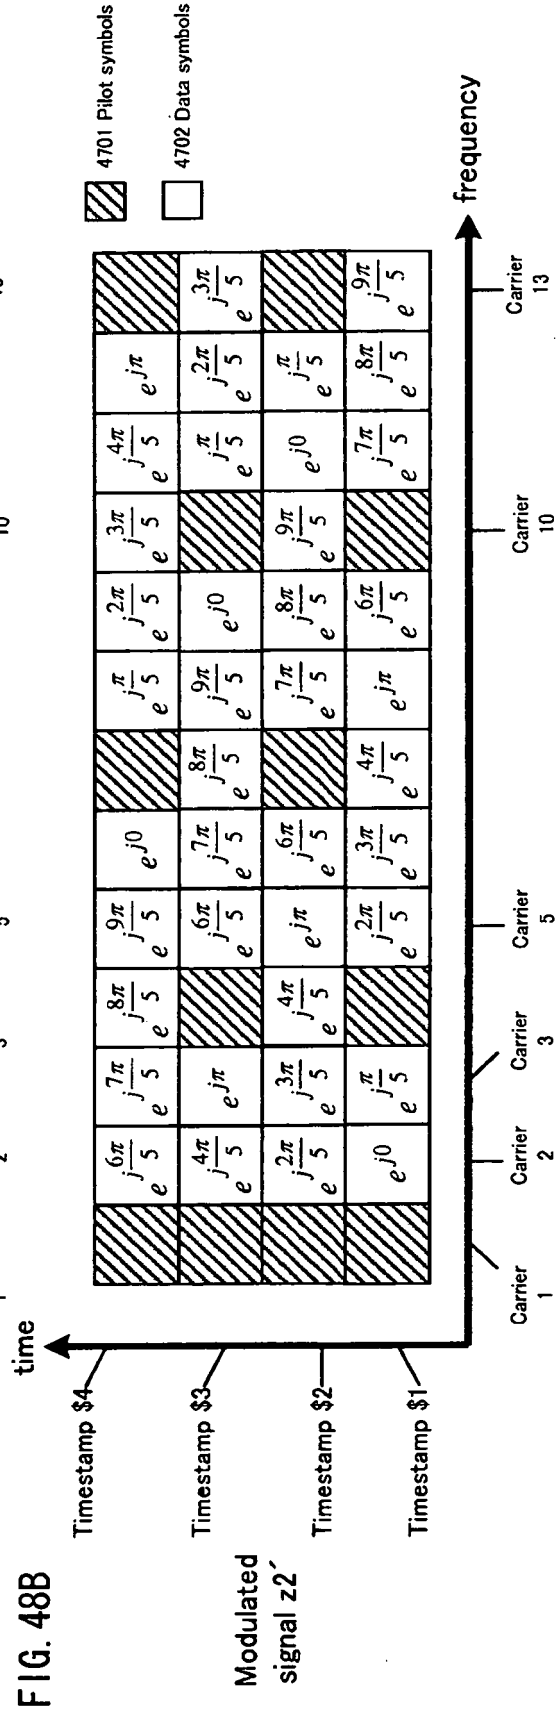 FIG. 48B
4701 Pilot symbols
4702 Data symbols
time
Modulated
signal z2´
Timestamp $4
e^{j6π/5} e^{j7π/5} e^{j8π/5} e^{j9π/5} e^{j0} e^{jπ/5} e^{j2π/5} e^{j3π/5} e^{j4π/5} e^{jπ}
Timestamp $3
e^{j4π/5} e^{jπ} e^{j6π/5} e^{j7π/5} e^{j8π/5} e^{j9π/5} e^{j0} e^{jπ/5} e^{j2π/5} e^{j3π/5}
Timestamp $2
e^{j2π/5} e^{j3π/5} e^{j4π/5} e^{jπ} e^{j6π/5} e^{j7π/5} e^{j8π/5} e^{j9π/5} e^{j0} e^{jπ/5}
Timestamp $1
e^{j0} e^{jπ/5} e^{j2π/5} e^{j3π/5} e^{j4π/5} e^{jπ} e^{j6π/5} e^{j7π/5} e^{j8π/5} e^{j9π/5}
frequency
Carrier
1
Carrier
2
Carrier
3
Carrier
5
Carrier
10
Carrier
13